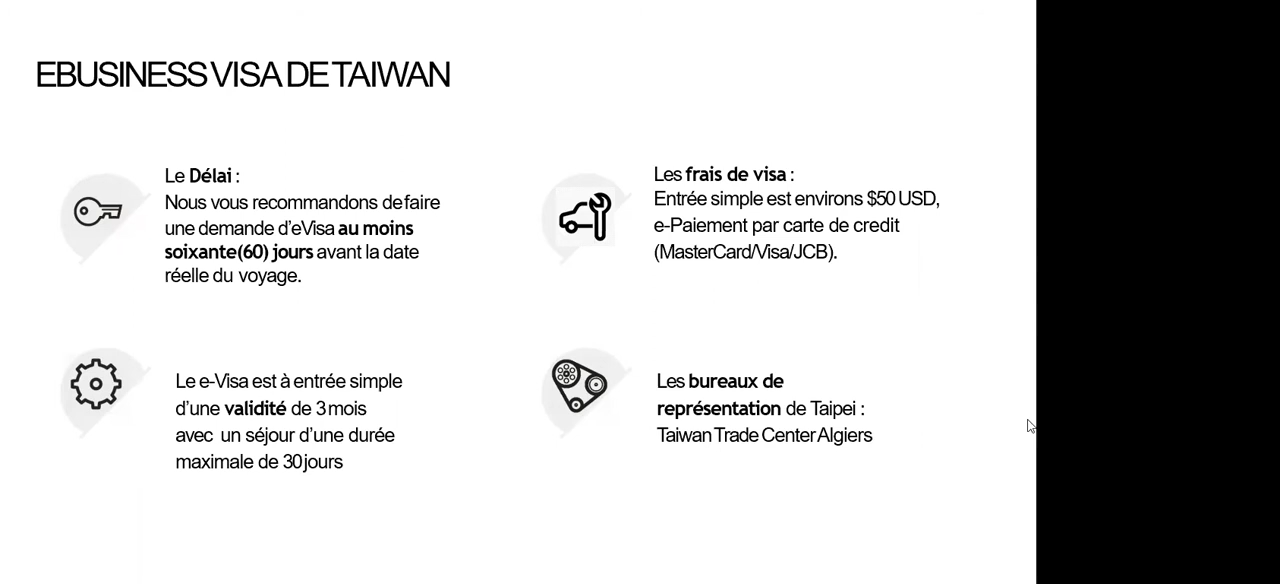 EBUSINESS VISA DE TAIWAN
Le Délai :
Nous vous recommandons de faire
une demande d’eVisa au moins
soixante(60) jours avant la date
réelle du voyage.
Les frais de visa :
Entrée simple est environs $50 USD,
e-Paiement par carte de credit
(MasterCard/Visa/JCB).
Le e-Visa est à entrée simple
d’une validité de 3 mois
avec un séjour d’une durée
maximale de 30 jours
Les bureaux de
représentation de Taipei :
Taiwan Trade Center Algiers